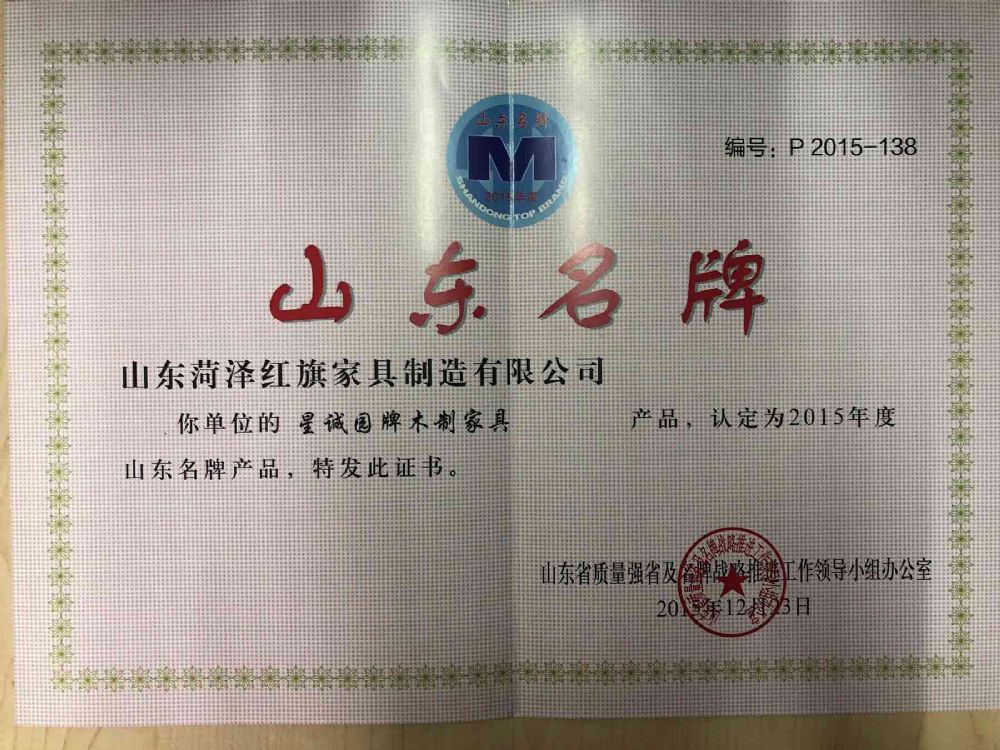 山东名牌
2015年度
SHANDONG TOP BRAND
编号：P 2015-138
山东名牌
山东菏泽红旗家具制造有限公司
你单位的 星诚园牌木制家具 产品，认定为2015年度
山东名牌产品，特发此证书。
山东省质量强省及名牌战略推进工作领导小组办公室
2015年12月23日